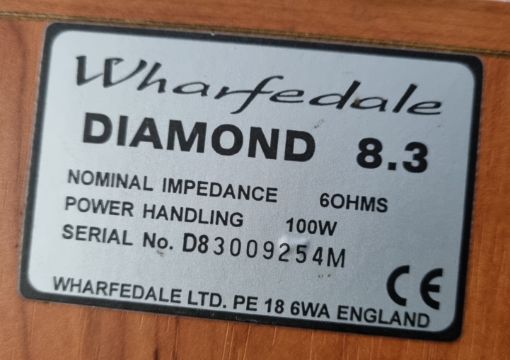 Wharfedale
DIAMOND 8.3
NOMINAL IMPEDANCE 6OHMS
POWER HANDLING 100W
SERIAL No. D83009254M
CE
WHARFEDALE LTD. PE 18 6WA ENGLAND